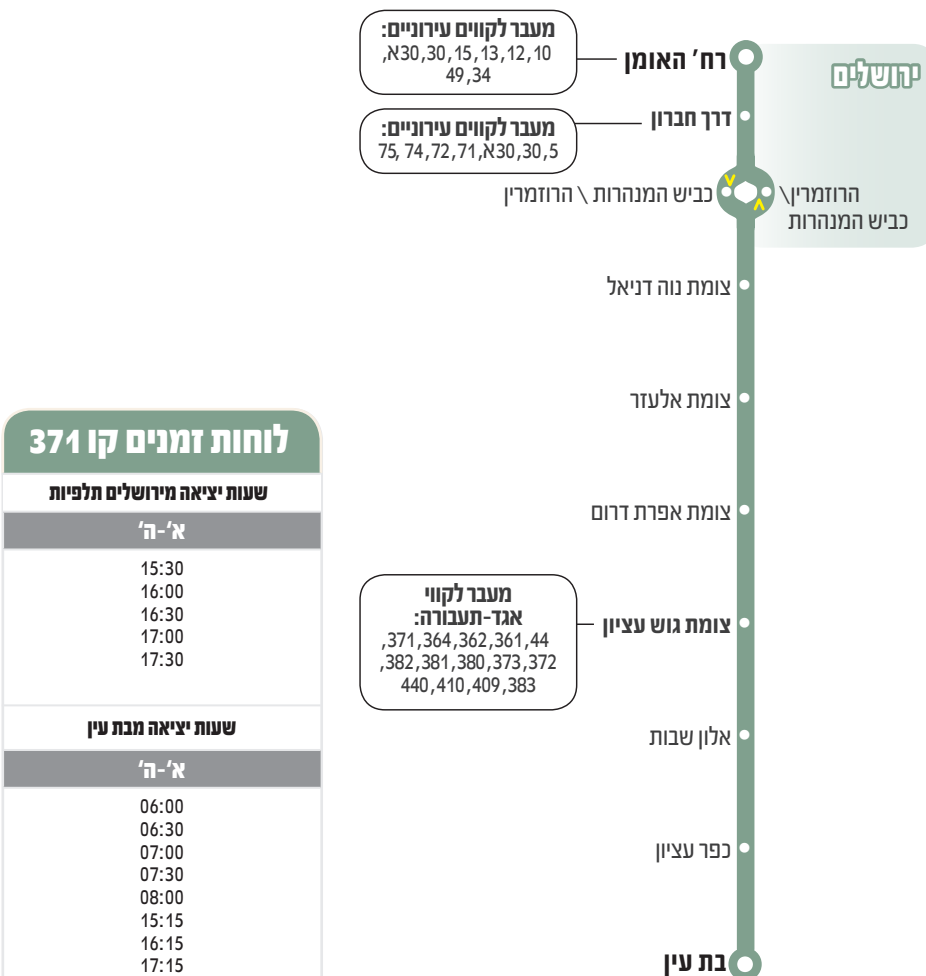 ירושלים
רח' האומן
מעבר לקווים עירוניים:
10,12,13,15,30,30א,
34,49
דרך חברון
מעבר לקווים עירוניים:
5,30,30א,71,72,74,75
הרוזמרין\
כביש המנהרות
כביש המנהרות \ הרוזמרין
צומת נוה דניאל
צומת אלעזר
צומת אפרת דרום
צומת גוש עציון
מעבר לקווי
אגד-תעבורה:
44,361,362,364,371,
372,373,380,381,382,
383,409,410,440
אלון שבות
כפר עציון
בת עין
לוחות זמנים קו 371
שעות יציאה מירושלים תלפיות
א'-ה'
15:30
16:00
16:30
17:00
17:30
שעות יציאה מבת עין
א'-ה'
06:00
06:30
07:00
07:30
08:00
15:15
16:15
17:15